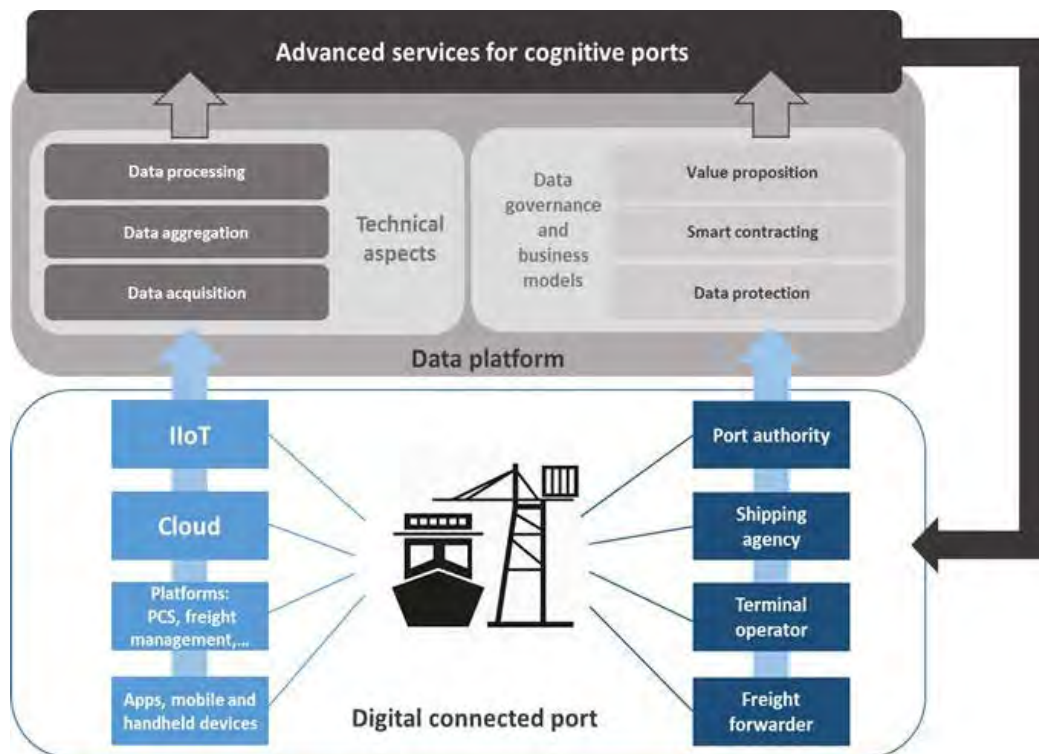 Advanced services for cognitive ports
Data processing
Data aggregation
Data acquisition
Technical
aspects
Data
governance
and
business
models
Value proposition
Smart contracting
Data protection
Data platform
IIoT
Cloud
Platforms:
PCS, freight
management,...
Apps, mobile and
handheld devices
Port authority
Shipping
agency
Terminal
operator
Freight
forwarder
Digital connected port